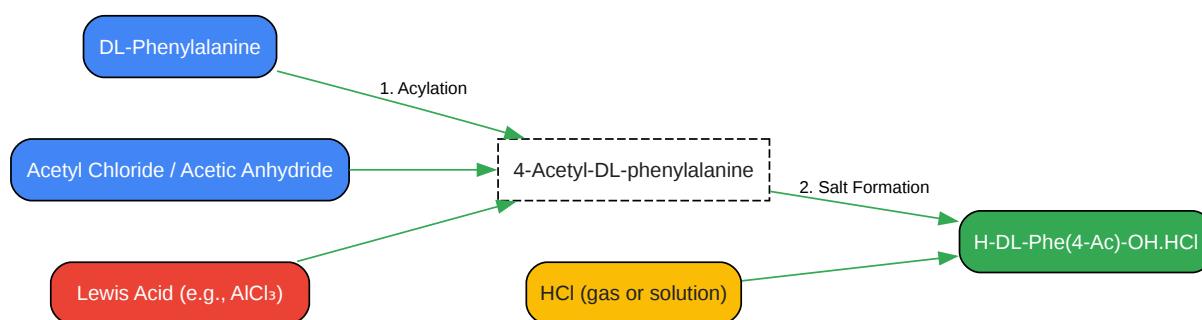 DL-Phenylalanine
1. Acylation
Acetyl Chloride / Acetic Anhydride
4-Acetyl-DL-phenylalanine
2. Salt Formation
H-DL-Phe(4-Ac)-OH.HCl
Lewis Acid (e.g., AlCl₃)
HCl (gas or solution)